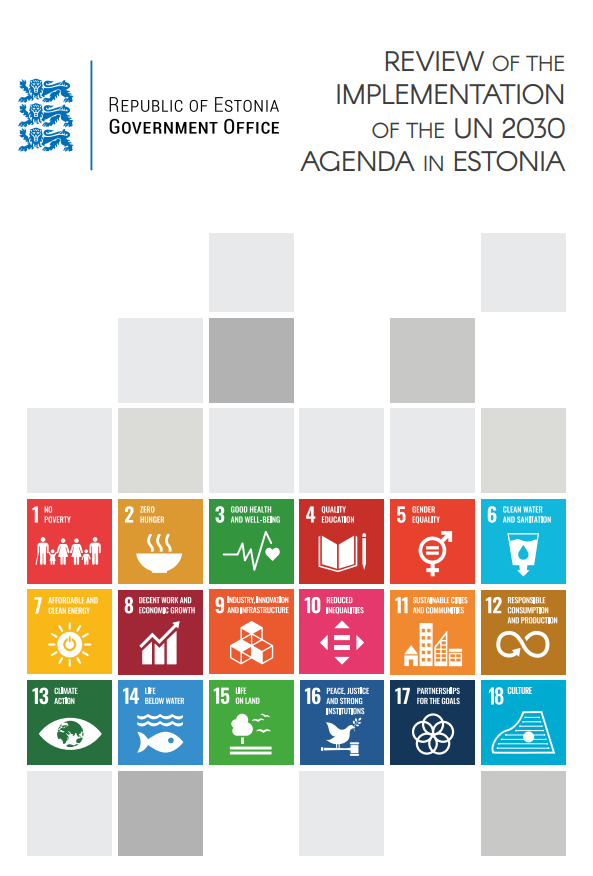 REPUBLIC OF ESTONIA
GOVERNMENT OFFICE
REVIEW OF THE
IMPLEMENTATION
OF THE UN 2030
AGENDA IN ESTONIA
1 NO
POVERTY
2 ZERO
HUNGER
3 GOOD HEALTH
AND WELL-BEING
4 QUALITY
EDUCATION
5 GENDER
EQUALITY
6 CLEAN WATER
AND SANITATION
7 AFFORDABLE AND
CLEAN ENERGY
8 DECENT WORK AND
ECONOMIC GROWTH
9 INDUSTRY, INNOVATION
AND INFRASTRUCTURE
10 REDUCED
INEQUALITIES
11 SUSTAINABLE CITIES
AND COMMUNITIES
12 RESPONSIBLE
CONSUMPTION
AND PRODUCTION
13 CLIMATE
ACTION
14 LIFE
BELOW WATER
15 LIFE
ON LAND
16 PEACE, JUSTICE
AND STRONG
INSTITUTIONS
17 PARTNERSHIPS
FOR THE GOALS
18 CULTURE